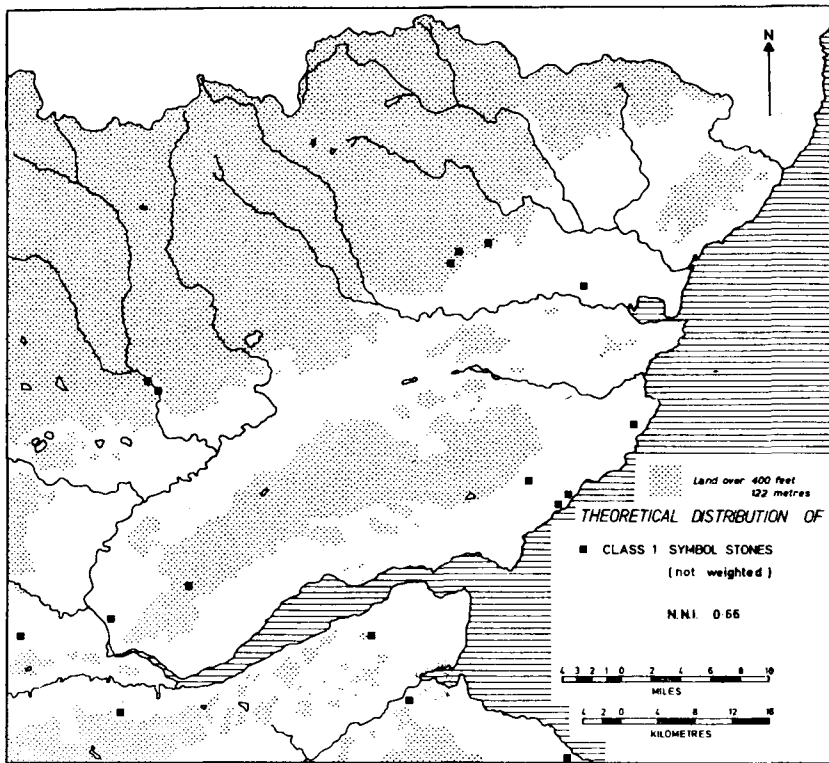 N
Land over 400 feet
122 metres
THEORETICAL DISTRIBUTION OF
■ CLASS 1 SYMBOL STONES
(not weighted)
N.N.I. 0·66
4 3 2 1 0 2 4 6 8 10
MILES
4 2 0 4 8 12 16
KILOMETRES